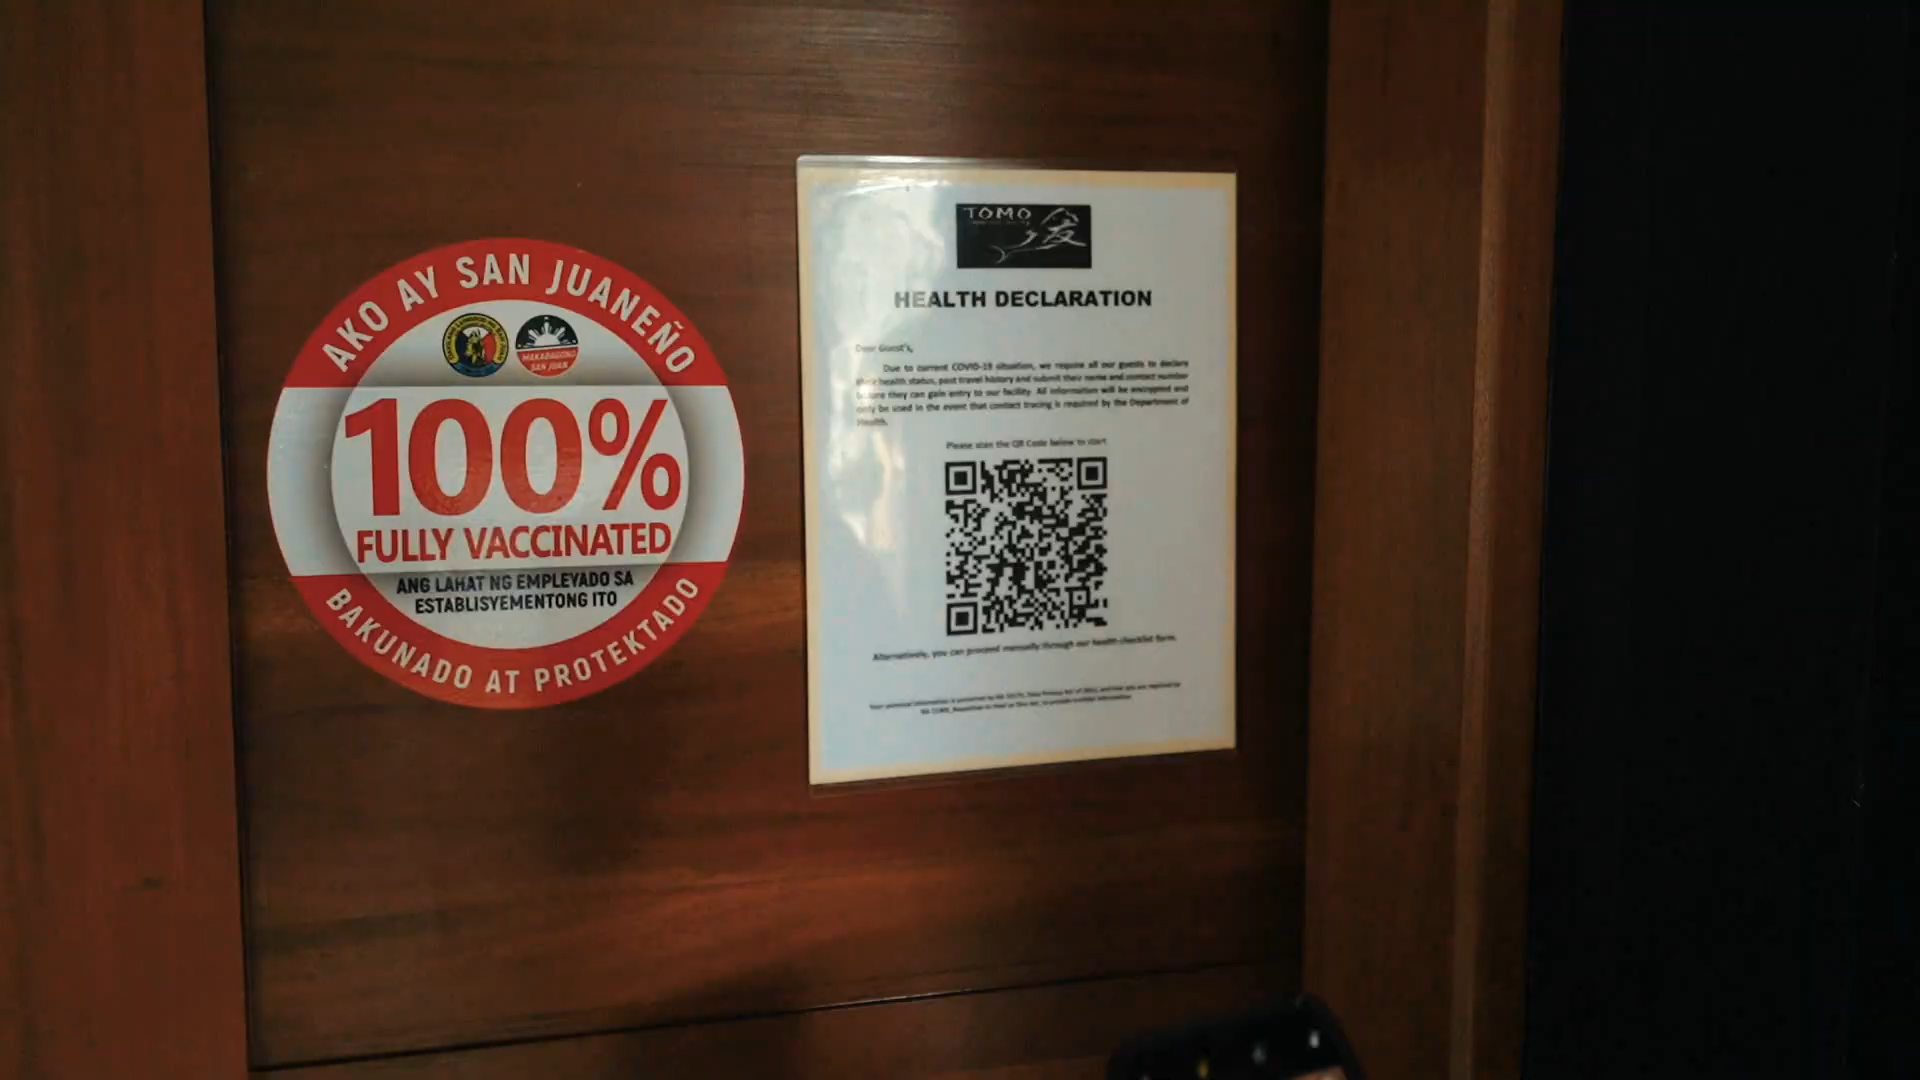 AKO AY SAN JUANEÑO
MAKABAGONG
SAN JUAN
100%
FULLY VACCINATED
ANG LAHAT NG EMPLEYADO SA
ESTABLISYEMENTONG ITO
BAKUNADO AT PROTEKTADO
TOMO
友
HEALTH DECLARATION
Dear Guest's,
Due to current COVID-19 situation, we require all our guests to declare
their health status, past travel history and submit their name and contact number
before they can gain entry to our facility. All information will be encrypted and
only be used in the event that contact tracing is required by the Department of
Health.
Please scan the QR Code below to start
Alternatively, you can proceed manually through our health checklist form.